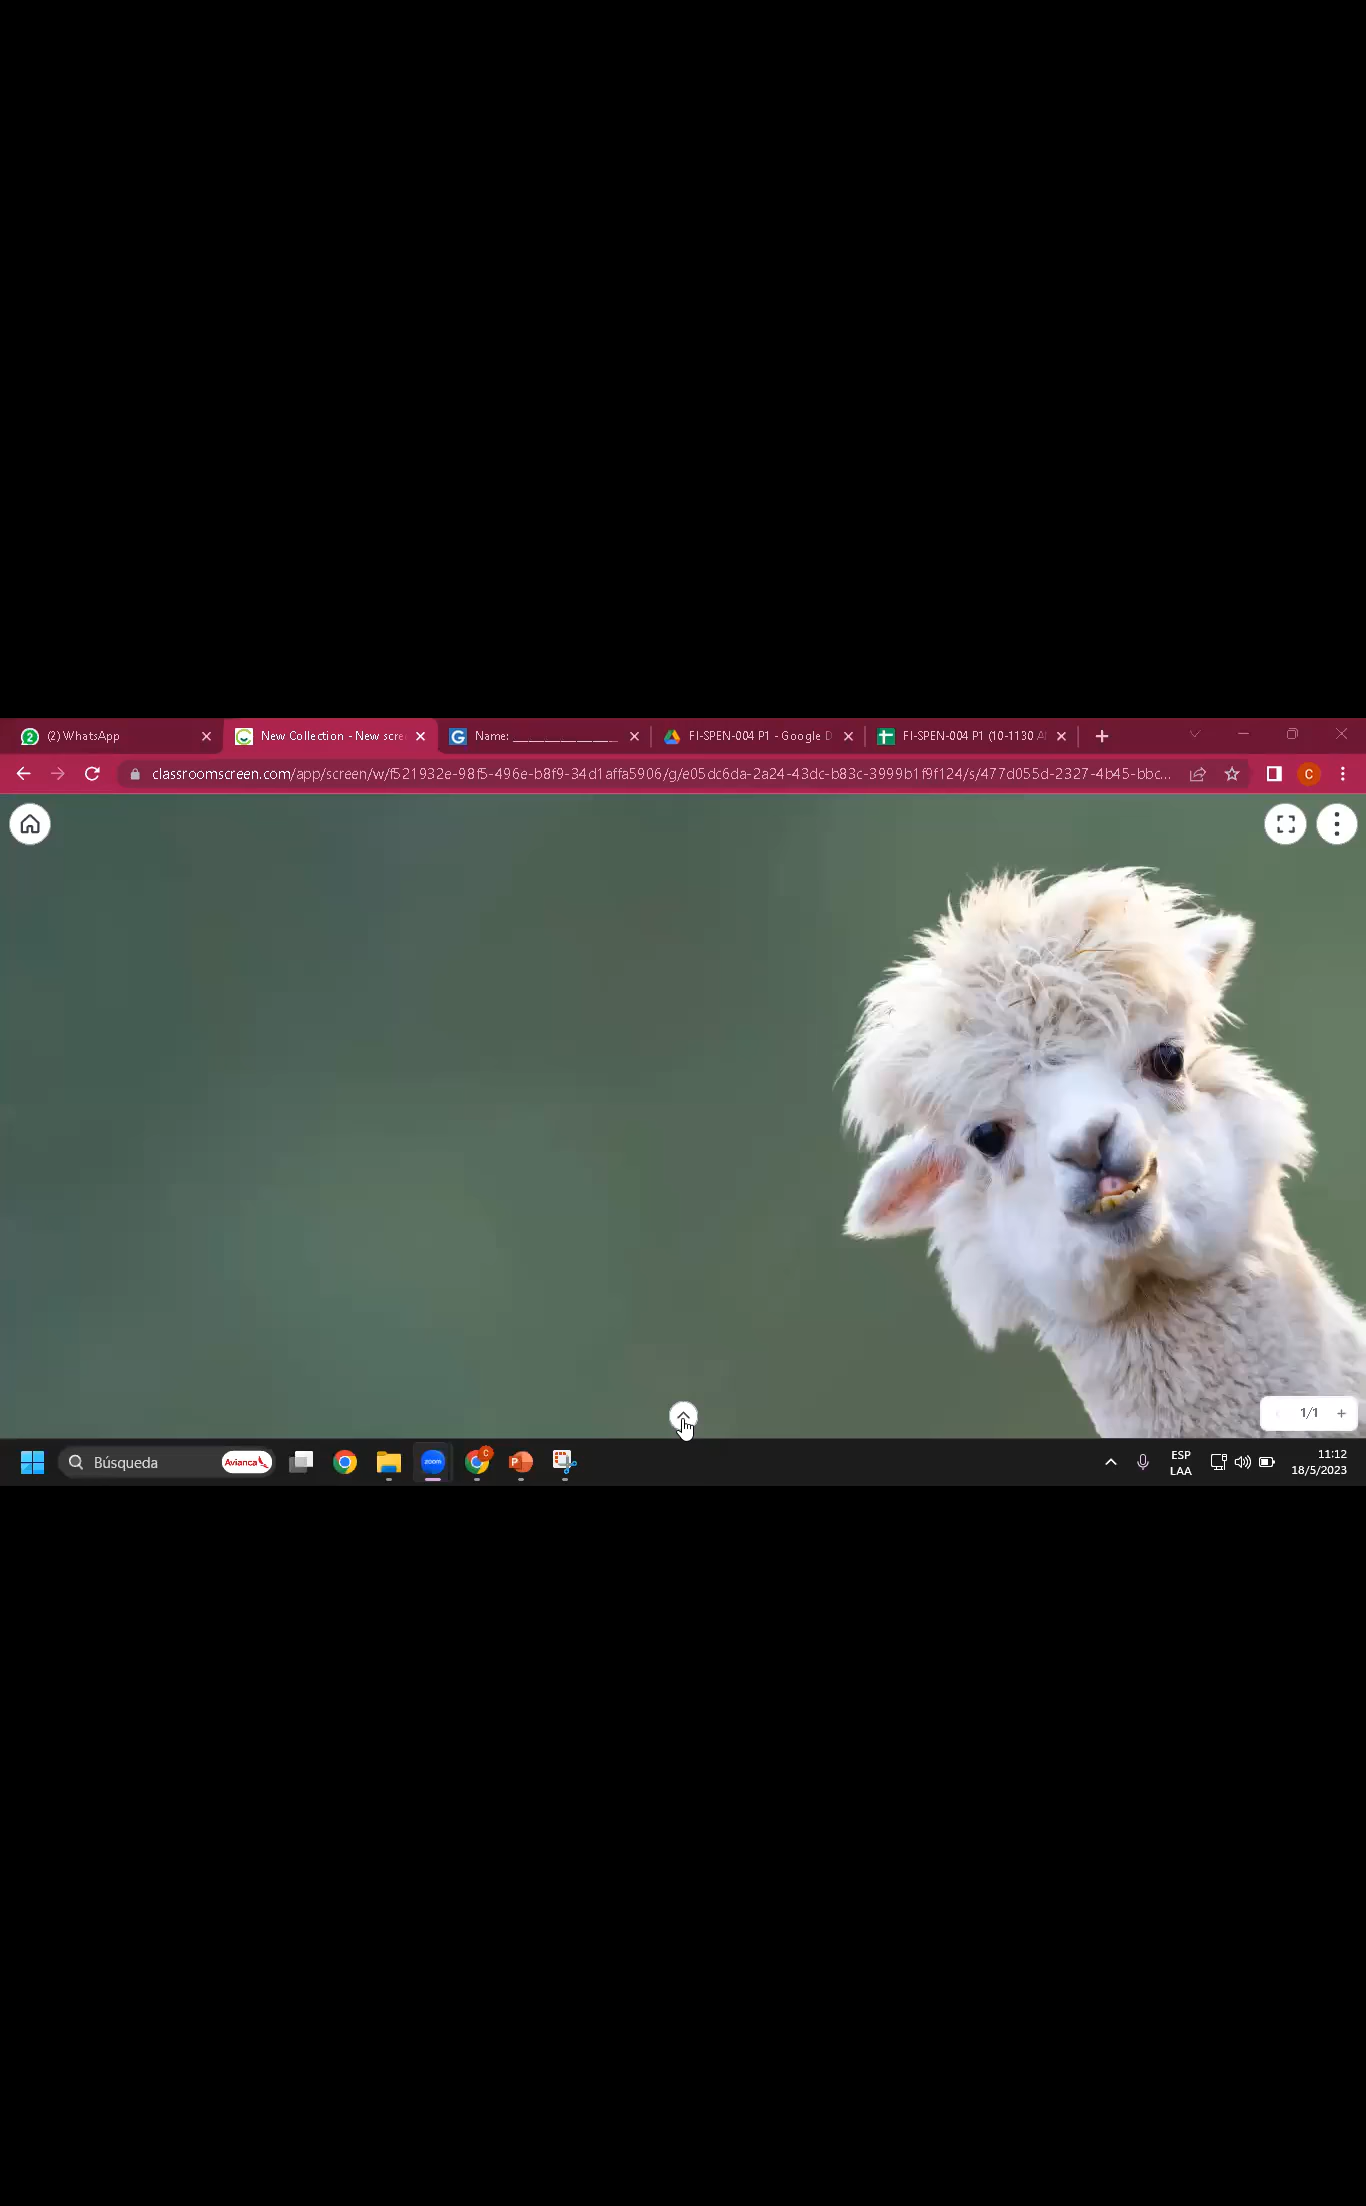 (2) WhatsApp
New Collection - New scre
Name: ____________________
FI-SPEN-004 P1 - Google D
FI-SPEN-004 P1 (10-1130 A
classroomscreen.com/app/screen/w/f521932e-98f5-496e-b8f9-34d1affa5906/g/e05dc6da-2a24-43dc-b83c-3999b1f9f124/s/477d055d-2327-4b45-bbc...
C
1/1
Búsqueda
Avianca
zoom
C
P
ESP
LAA
11:12
18/5/2023